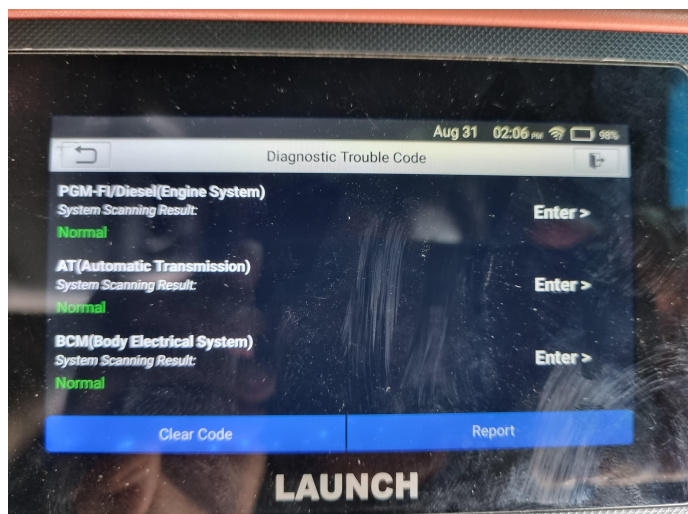 Aug 31 02:06 PM 98%
Diagnostic Trouble Code
PGM-FI/Diesel(Engine System)
System Scanning Result:
Enter >
Normal
AT(Automatic Transmission)
System Scanning Result:
Enter >
Normal
BCM(Body Electrical System)
System Scanning Result:
Enter >
Normal
Clear Code
Report
LAUNCH